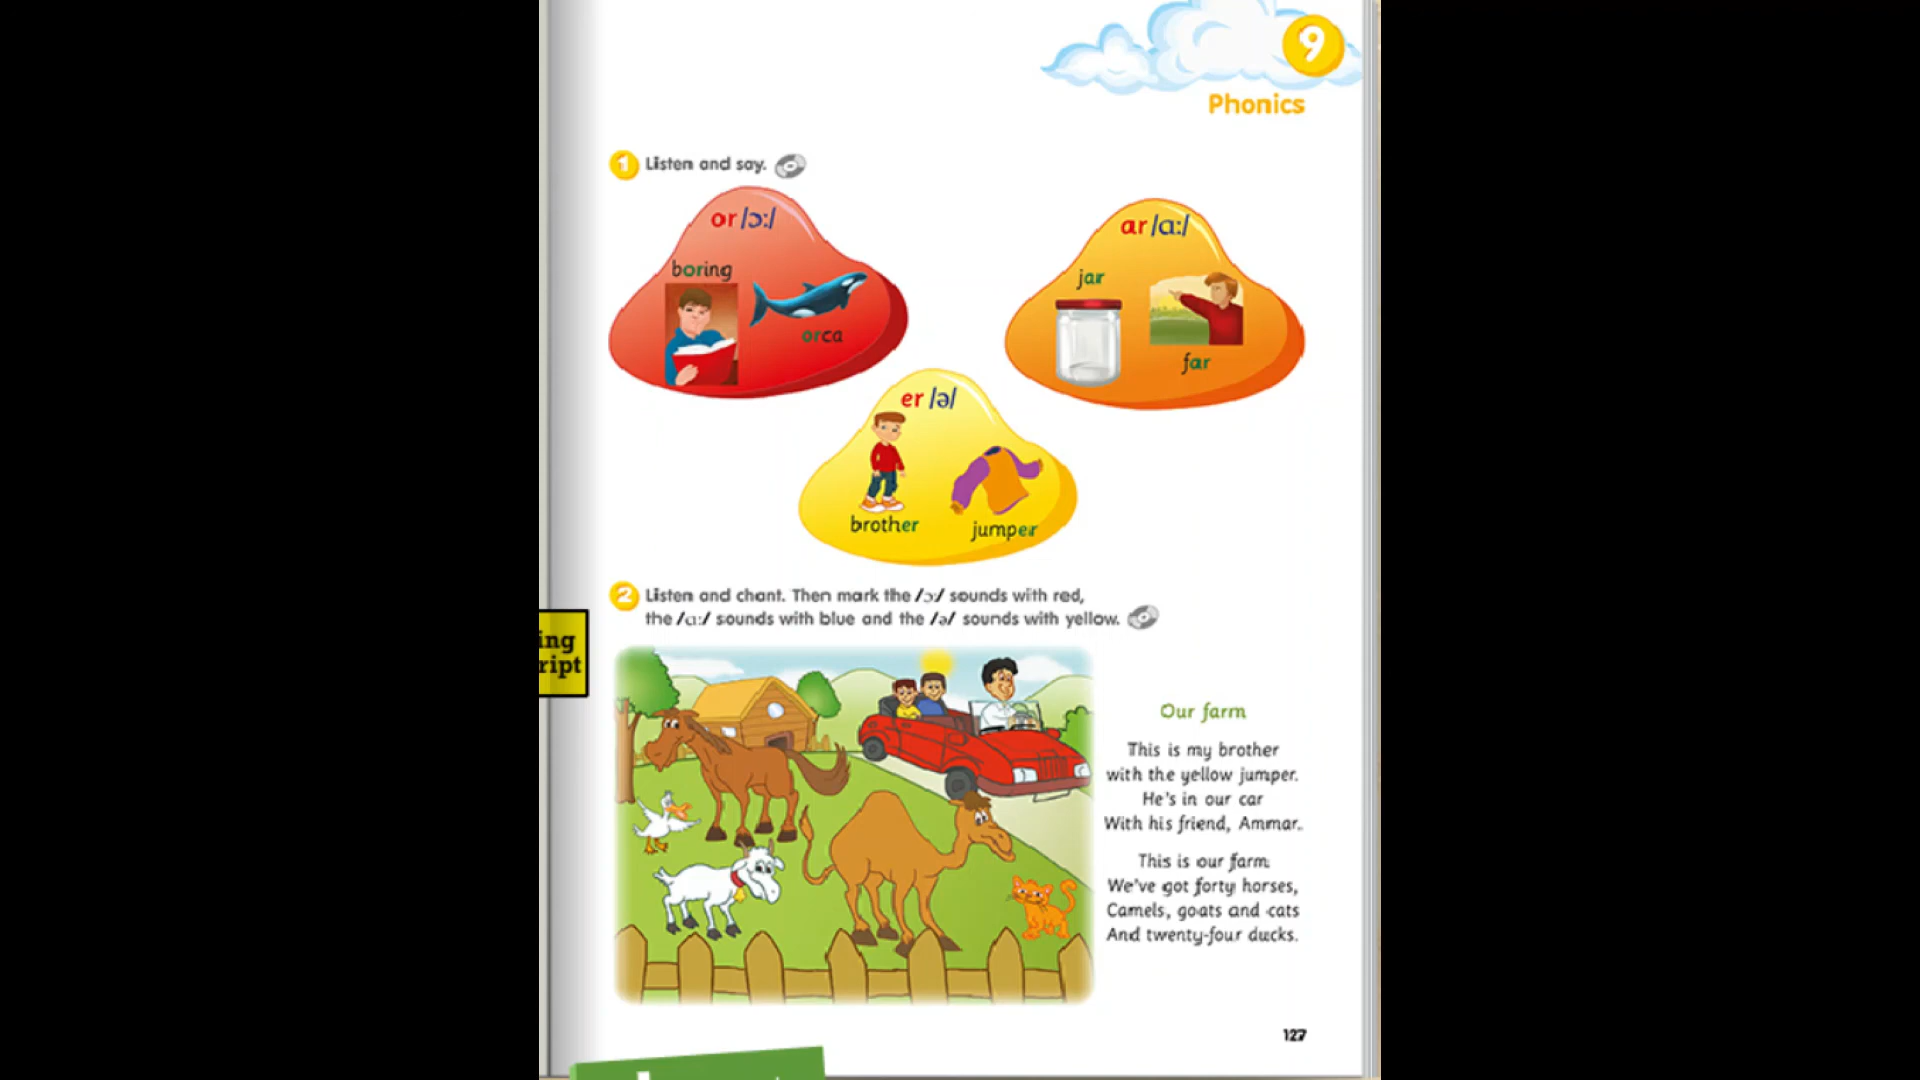 9
Phonics
1 Listen and say.
or /ɔː/
boring
orca
ar /ɑː/
jar
far
er /ə/
brother
jumper
2 Listen and chant. Then mark the /ɔː/ sounds with red,
the /ɑː/ sounds with blue and the /ə/ sounds with yellow.
ing
ript
Our farm
This is my brother
with the yellow jumper.
He's in our car
With his friend, Ammar.
This is our farm
We've got forty horses,
Camels, goats and cats
And twenty-four ducks.
127